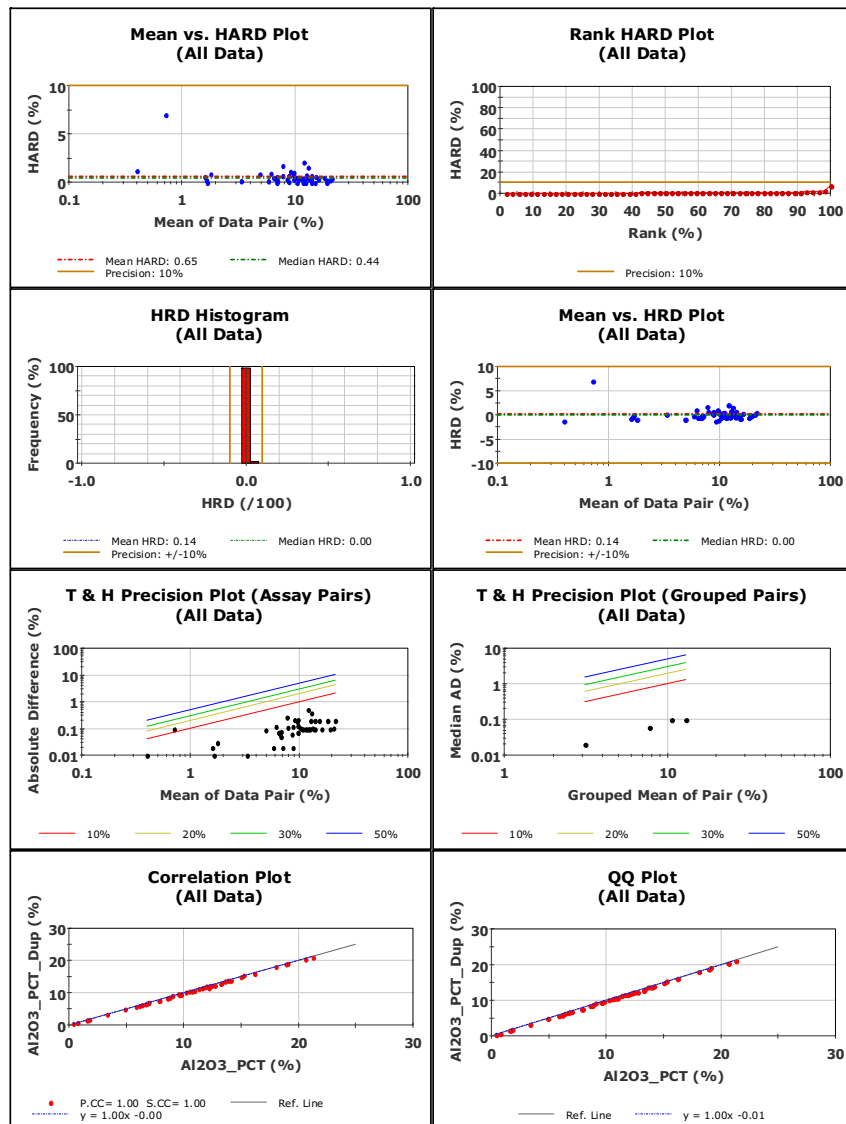 Mean vs. HARD Plot
(All Data)
HARD (%)
10
5
0
0.1 1 10 100
Mean of Data Pair (%)
Mean HARD: 0.65 Median HARD: 0.44
Precision: 10%
Rank HARD Plot
(All Data)
HARD (%)
100
80
60
40
20
0
0 10 20 30 40 50 60 70 80 90 100
Rank (%)
Precision: 10%
HRD Histogram
(All Data)
Frequency (%)
100
50
0
-1.0 0.0 1.0
HRD (/100)
Mean HRD: 0.14 Median HRD: 0.00
Precision: +/-10%
Mean vs. HRD Plot
(All Data)
HRD (%)
10
5
0
-5
-10
0.1 1 10 100
Mean of Data Pair (%)
Mean HRD: 0.14 Median HRD: 0.00
Precision: +/-10%
T & H Precision Plot (Assay Pairs)
(All Data)
Absolute Difference (%)
100
10
1
0.1
0.01
0.1 1 10 100
Mean of Data Pair (%)
10% 20% 30% 50%
T & H Precision Plot (Grouped Pairs)
(All Data)
Median AD (%)
10
1
0.1
0.01
1 10 100
Grouped Mean of Pair (%)
10% 20% 30% 50%
Correlation Plot
(All Data)
Al2O3_PCT_Dup (%)
30
20
10
0
0 10 20 30
Al2O3_PCT (%)
P.CC= 1.00 S.CC= 1.00 Ref. Line
y = 1.00x -0.00
QQ Plot
(All Data)
Al2O3_PCT_Dup (%)
30
20
10
0
0 10 20 30
Al2O3_PCT (%)
Ref. Line y = 1.00x -0.01